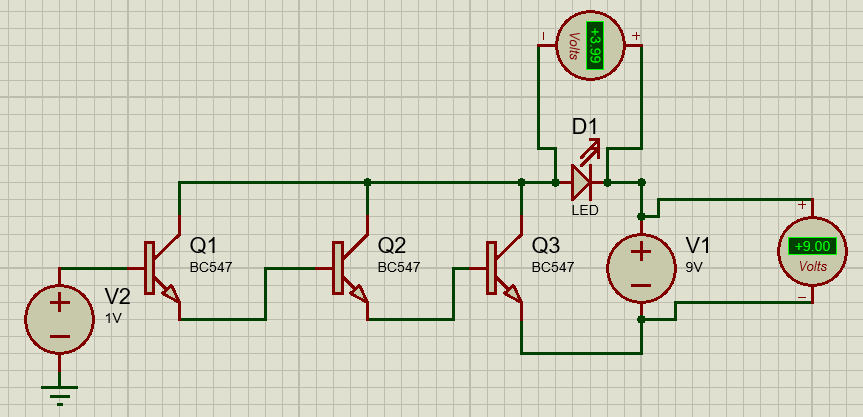 − +
+3.99
Volts
D1
LED
Q1
BC547
Q2
BC547
Q3
BC547
V1
9V
+
−
+
+9.00
Volts
−
V2
1V
+
−